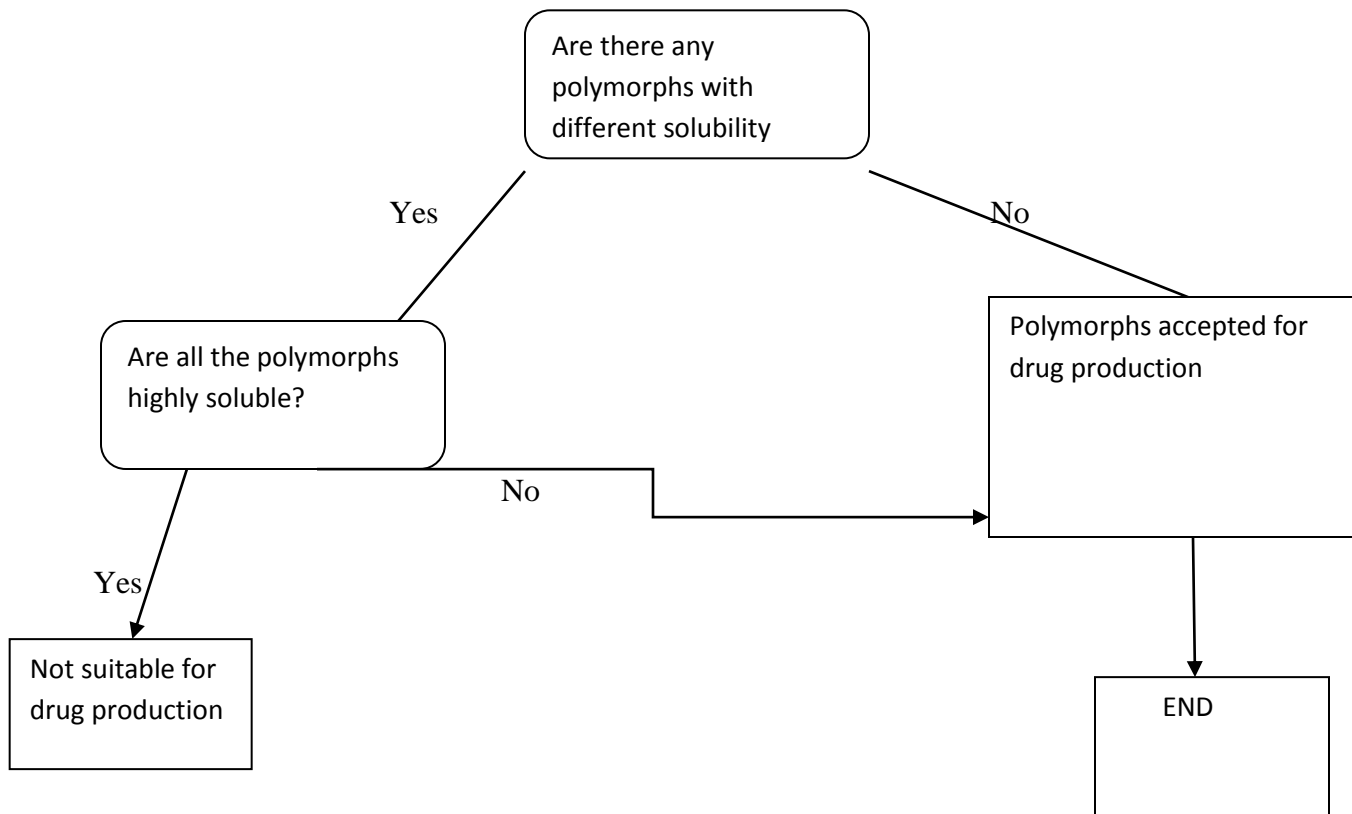 Are there any
polymorphs with
different solubility
Yes
No
Are all the polymorphs
highly soluble?
Polymorphs accepted for
drug production
No
Yes
Not suitable for
drug production
END